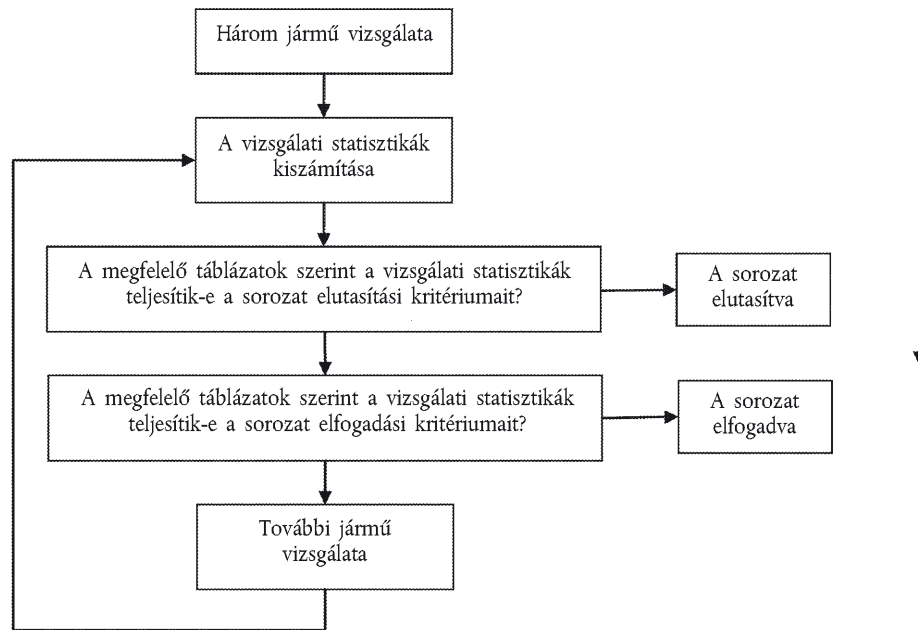 Három jármű vizsgálata
A vizsgálati statisztikák
kiszámítása
A megfelelő táblázatok szerint a vizsgálati statisztikák
teljesítik-e a sorozat elutasítási kritériumait?
A sorozat
elutasítva
A megfelelő táblázatok szerint a vizsgálati statisztikák
teljesítik-e a sorozat elfogadási kritériumait?
A sorozat
elfogadva
További jármű
vizsgálata